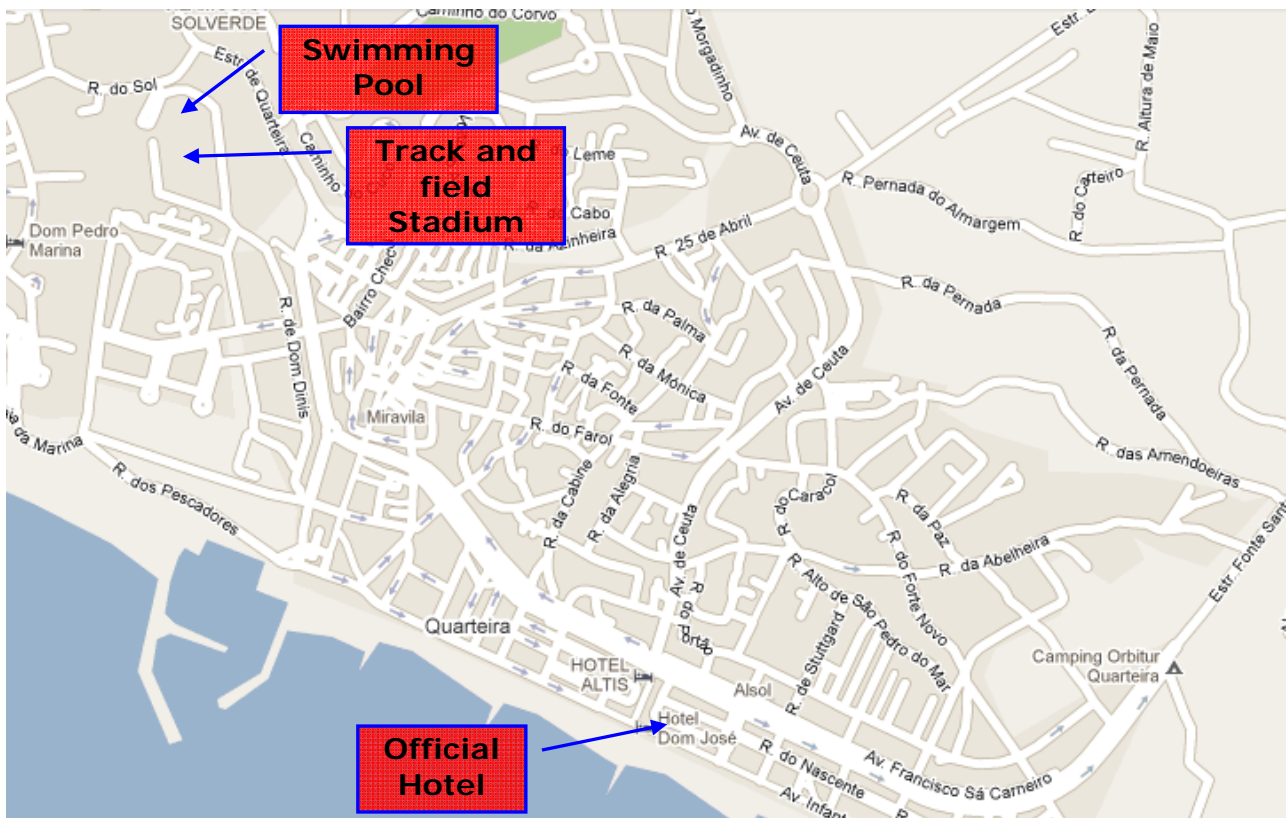 SOLVERDE
Caminho do Corvo
Swimming
Pool
Estr. de Quarteira
R. do Sol
Morgadinho
R. Altura de Maio
Track and
field
Stadium
Caminho do
Leme
Av. de Ceuta
R. Pernada do Almargem
R. do Carteiro
Cabo
R. da Azinheira
R. 25 de Abril
Dom Pedro
Marina
Bairro
R. da Pernada
R. da Palma
R. de Dom Dinis
R. da Mónica
R. da Fonte
Av. de Ceuta
R. da Pernada
Miravila
R. do Farol
da Marina
R. das Amendoeiras
R. dos Pescadores
R. da Cabine
R. da Alegria
R. do Caracol
R. da Paz
Av. de Ceuta
R. do Forte Novo
R. da Abelheira
Estr. Fonte
R. Alto de São Pedro do Mar
R. do Portão
Quarteira
R. de Stuttgard
HOTEL
ALTIS
Alsol
Camping Orbitur
Quarteira
Hotel
Dom José
Official
Hotel
R. do Nascente
Av. Francisco Sá Carneiro